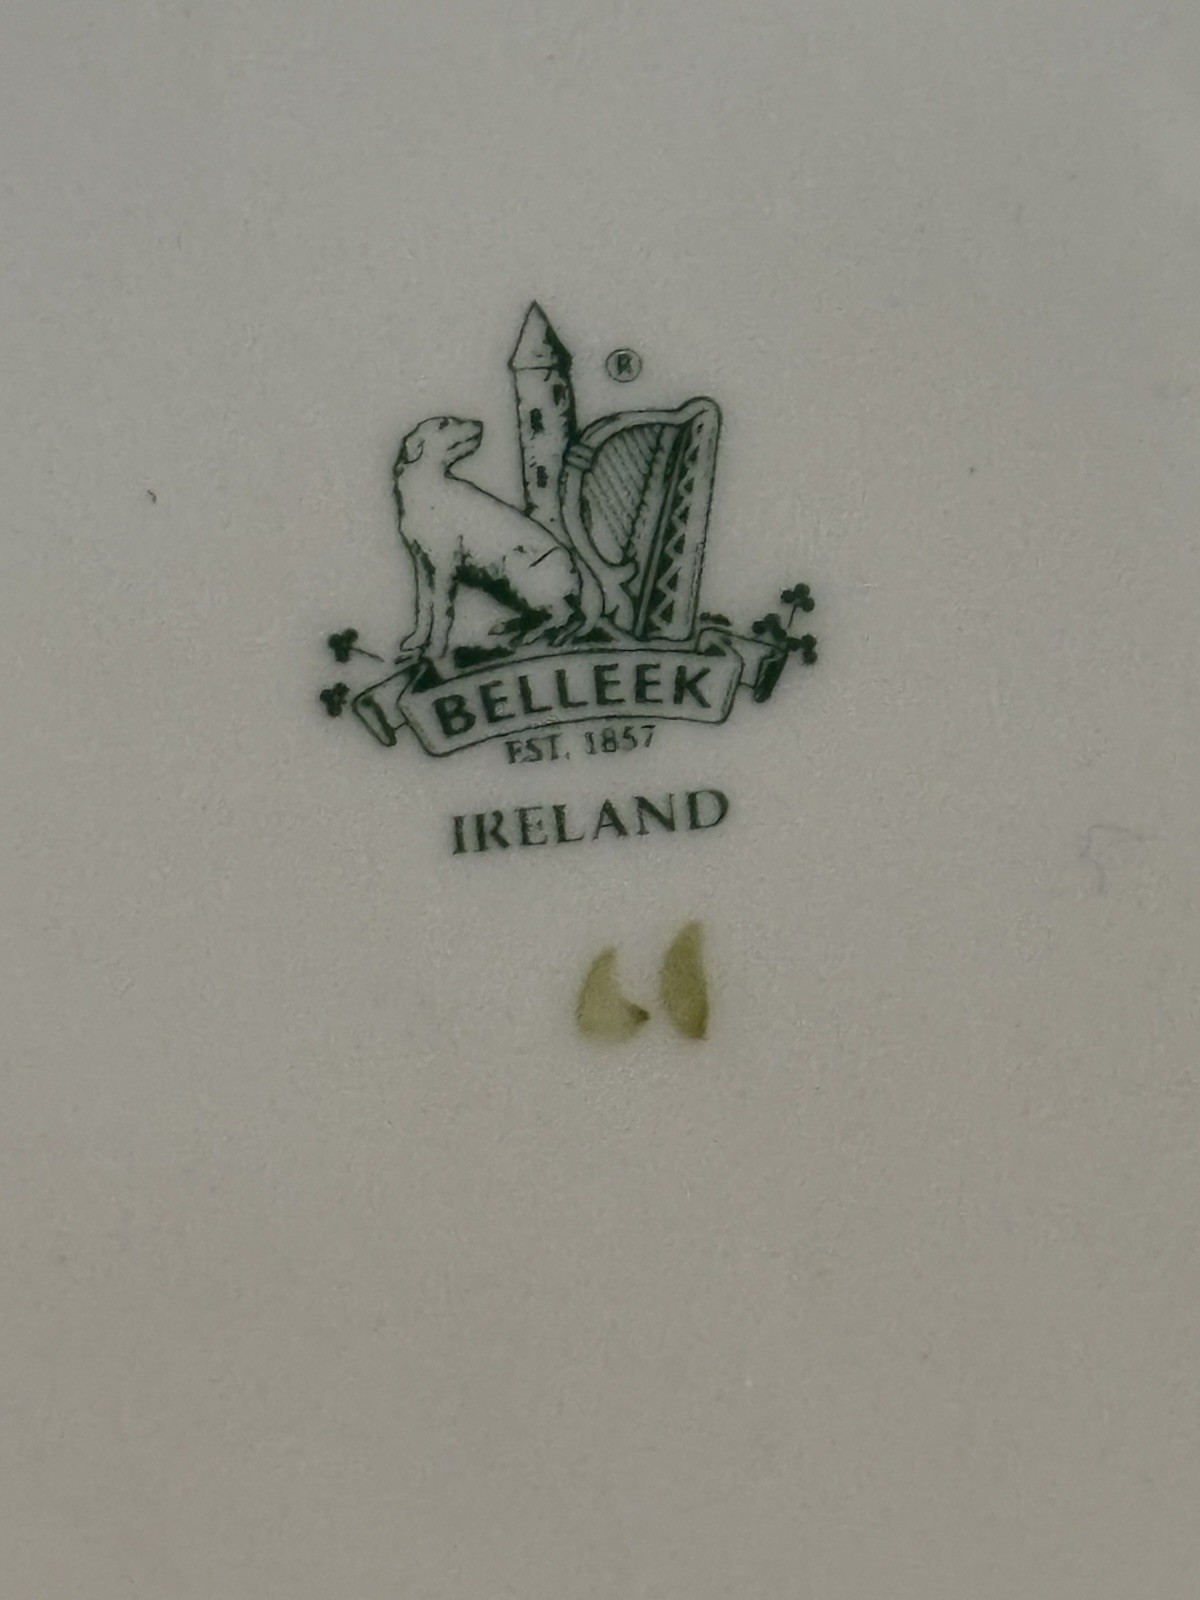 ®
BELLEEK
EST. 1857
IRELAND